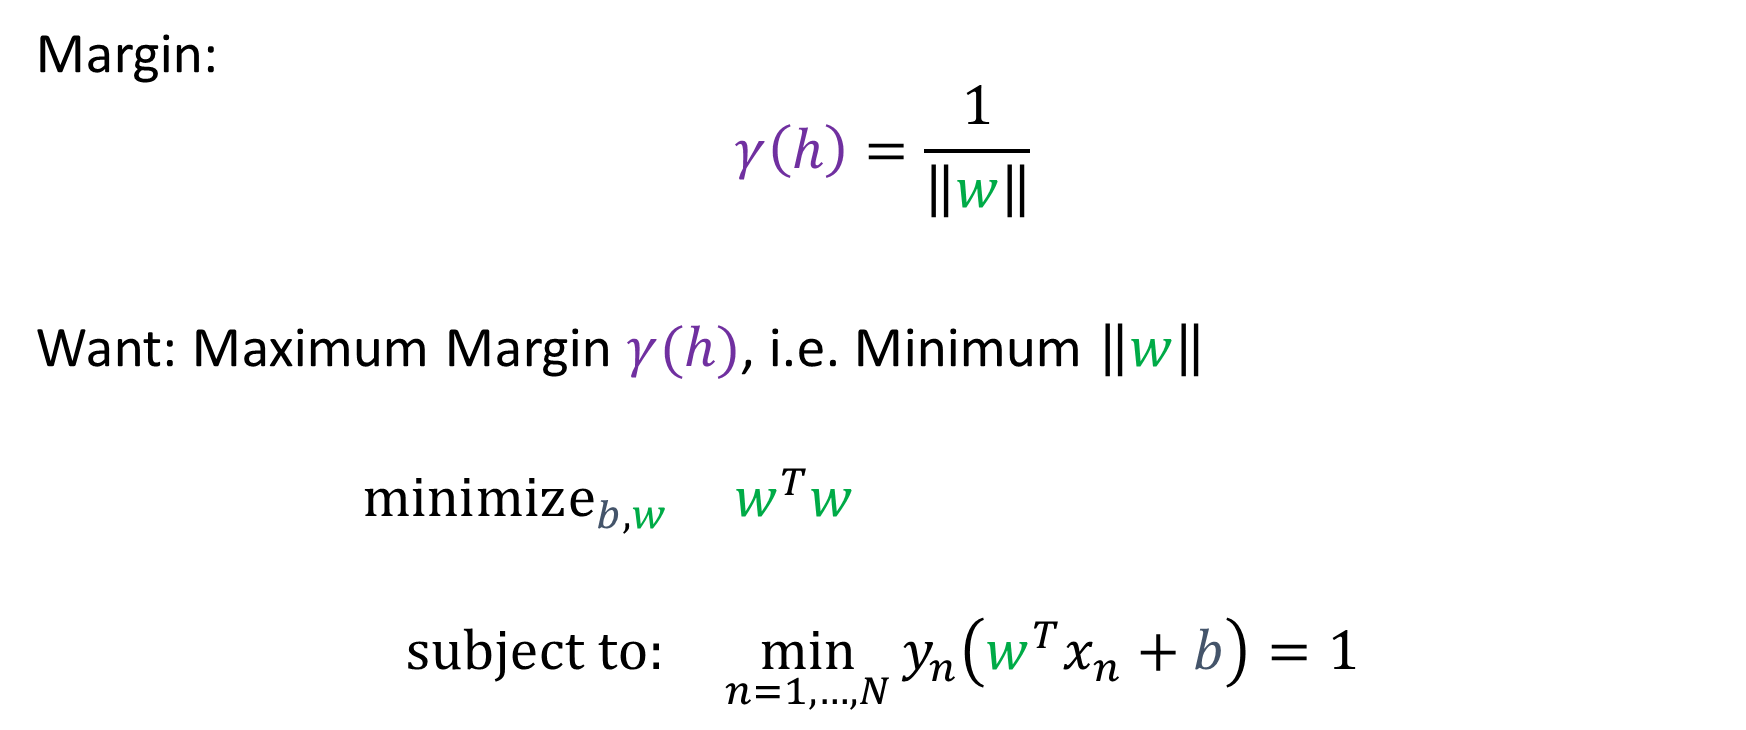 Margin:
γ(h) = 1 / ‖w‖
Want: Maximum Margin γ(h), i.e. Minimum ‖w‖
minimize_{b,w} w^T w
subject to: min_{n=1,...,N} y_n(w^T x_n + b) = 1